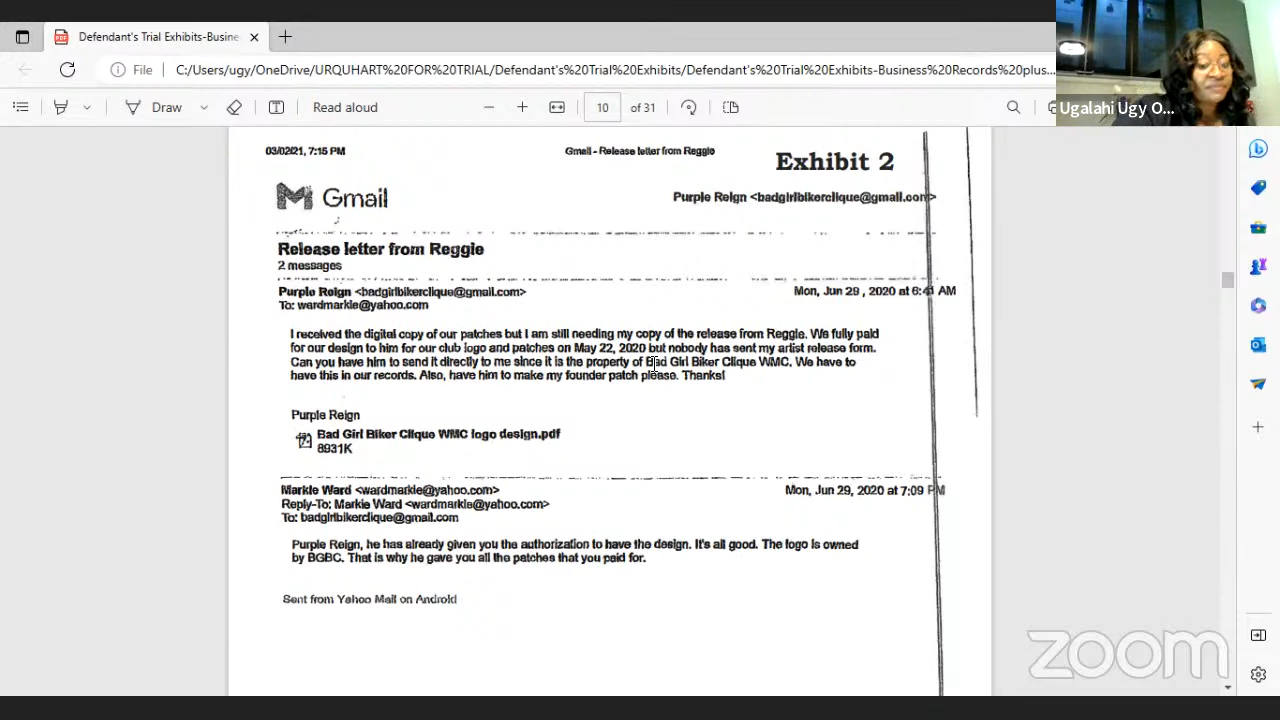 Defendant's Trial Exhibits-Busine
File
C:/Users/ugy/OneDrive/URQUHART%20FOR%20TRIAL/Defendant's%20Trial%20Exhibits/Defendant's%20Trial%20Exhibits-Business%20Records%20plus...
Draw
Read aloud
10 of 31
Ugalahi Ugy O...
03/02/21, 7:15 PM
Gmail - Release letter from Reggie
Exhibit 2
Gmail
Purple Reign <badgirlbikerclique@gmail.com>
Release letter from Reggie
2 messages
Purple Reign <badgirlbikerclique@gmail.com>
Mon, Jun 29, 2020 at 6:41 AM
To: wardmarkie@yahoo.com
I received the digital copy of our patches but I am still needing my copy of the release from Reggie. We fully paid
for our design to him for our club logo and patches on May 22, 2020 but nobody has sent my artist release form.
Can you have him to send it directly to me since it is the property of Bad Girl Biker Clique WMC. We have to
have this in our records. Also, have him to make my founder patch please. Thanks!
Purple Reign
Bad Girl Biker Clique WMC logo design.pdf
8931K
Markie Ward <wardmarkie@yahoo.com>
Mon, Jun 29, 2020 at 7:09 PM
Reply-To: Markie Ward <wardmarkie@yahoo.com>
To: badgirlbikerclique@gmail.com
Purple Reign, he has already given you the authorization to have the design. It's all good. The logo is owned
by BGBC. That is why he gave you all the patches that you paid for.
Sent from Yahoo Mail on Android
zoom